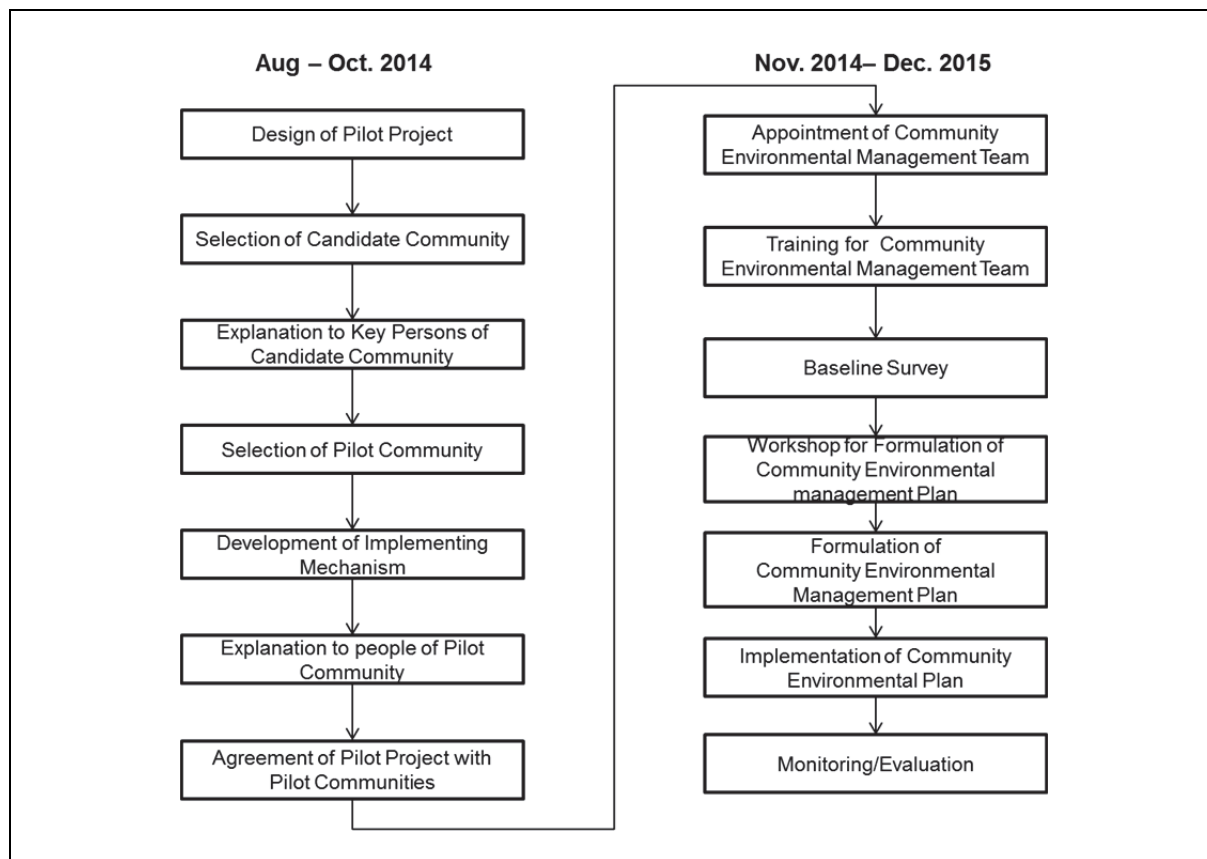 Aug – Oct. 2014
Design of Pilot Project
Selection of Candidate Community
Explanation to Key Persons of
Candidate Community
Selection of Pilot Community
Development of Implementing
Mechanism
Explanation to people of Pilot
Community
Agreement of Pilot Project with
Pilot Communities
Nov. 2014– Dec. 2015
Appointment of Community
Environmental Management Team
Training for Community
Environmental Management Team
Baseline Survey
Workshop for Formulation of
Community Environmental
management Plan
Formulation of
Community Environmental
Management Plan
Implementation of Community
Environmental Plan
Monitoring/Evaluation